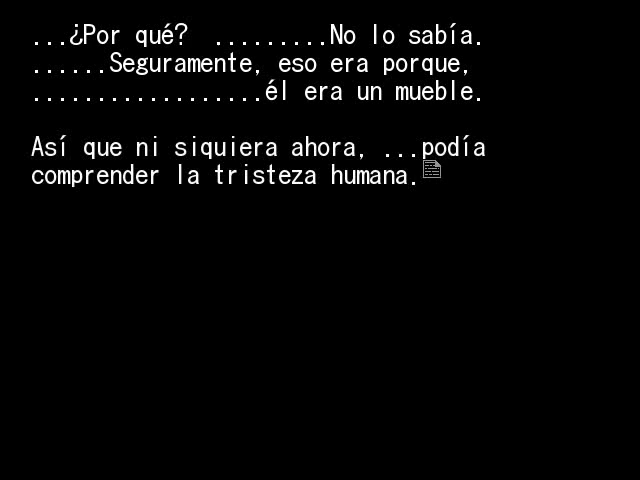 ...¿Por qué?  .........No lo sabía.
......Seguramente, eso era porque,
..................él era un mueble.
Así que ni siquiera ahora, ...podía
comprender la tristeza humana.